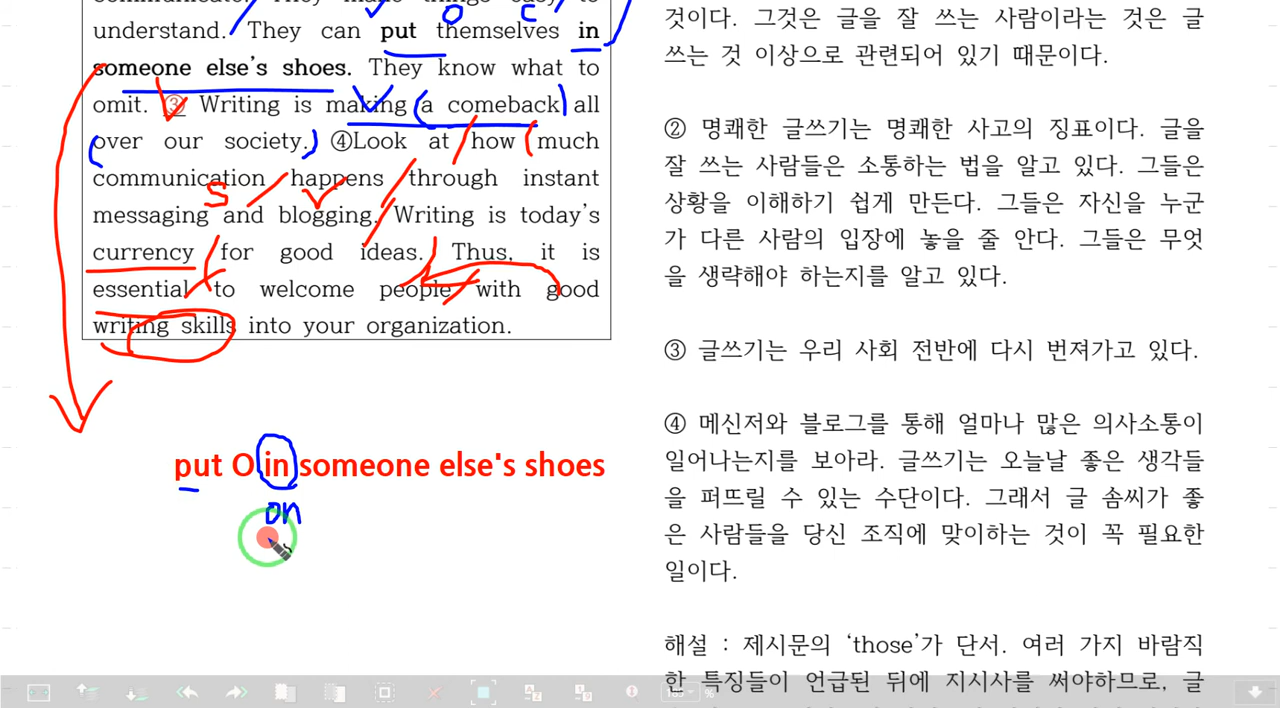 communicate. They make things easy to
understand. They can put themselves in
someone else's shoes. They know what to
omit. ③ Writing is making a comeback all
over our society. ④Look at how much
communication happens through instant
messaging and blogging. Writing is today's
currency for good ideas. Thus, it is
essential to welcome people with good
writing skills into your organization.
O C
S
put O in someone else's shoes
on
것이다. 그것은 글을 잘 쓰는 사람이라는 것은 글
쓰는 것 이상으로 관련되어 있기 때문이다.
② 명쾌한 글쓰기는 명쾌한 사고의 징표이다. 글을
잘 쓰는 사람들은 소통하는 법을 알고 있다. 그들은
상황을 이해하기 쉽게 만든다. 그들은 자신을 누군
가 다른 사람의 입장에 놓을 줄 안다. 그들은 무엇
을 생략해야 하는지를 알고 있다.
③ 글쓰기는 우리 사회 전반에 다시 번져가고 있다.
④ 메신저와 블로그를 통해 얼마나 많은 의사소통이
일어나는지를 보아라. 글쓰기는 오늘날 좋은 생각들
을 퍼뜨릴 수 있는 수단이다. 그래서 글 솜씨가 좋
은 사람들을 당신 조직에 맞이하는 것이 꼭 필요한
일이다.
해설 : 제시문의 ‘those’가 단서. 여러 가지 바람직
한 특징들이 언급된 뒤에 지시사를 써야하므로, 글